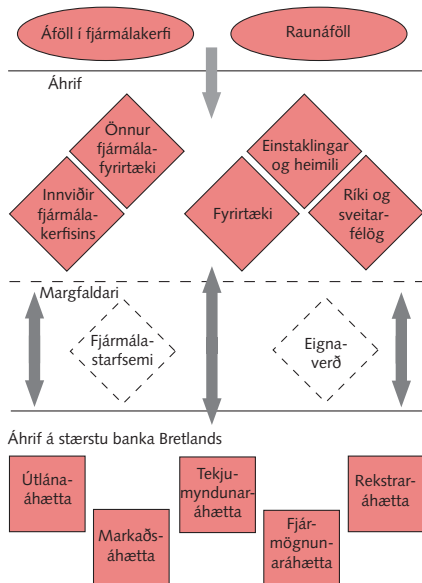 Áföll í fjármálakerfi
Raunáföll
Áhrif
Önnur
fjármála-
fyrirtæki
Innviðir
fjármála-
kerfisins
Einstaklingar
og heimili
Fyrirtæki
Ríki og
sveitar-
félög
Margfaldari
Fjármála-
starfsemi
Eigna-
verð
Áhrif á stærstu banka Bretlands
Útlána-
áhætta
Markaðs-
áhætta
Tekju-
myndunar-
áhætta
Fjár-
mögnun-
aráhætta
Rekstrar-
áhætta